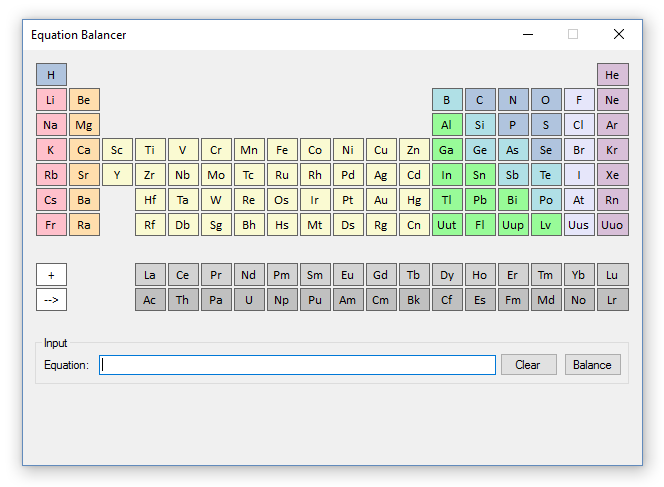 Equation Balancer
H He
Li Be B C N O F Ne
Na Mg Al Si P S Cl Ar
K Ca Sc Ti V Cr Mn Fe Co Ni Cu Zn Ga Ge As Se Br Kr
Rb Sr Y Zr Nb Mo Tc Ru Rh Pd Ag Cd In Sn Sb Te I Xe
Cs Ba Hf Ta W Re Os Ir Pt Au Hg Tl Pb Bi Po At Rn
Fr Ra Rf Db Sg Bh Hs Mt Ds Rg Cn Uut Fl Uup Lv Uus Uuo
+ La Ce Pr Nd Pm Sm Eu Gd Tb Dy Ho Er Tm Yb Lu
--> Ac Th Pa U Np Pu Am Cm Bk Cf Es Fm Md No Lr
Input
Equation: Clear Balance